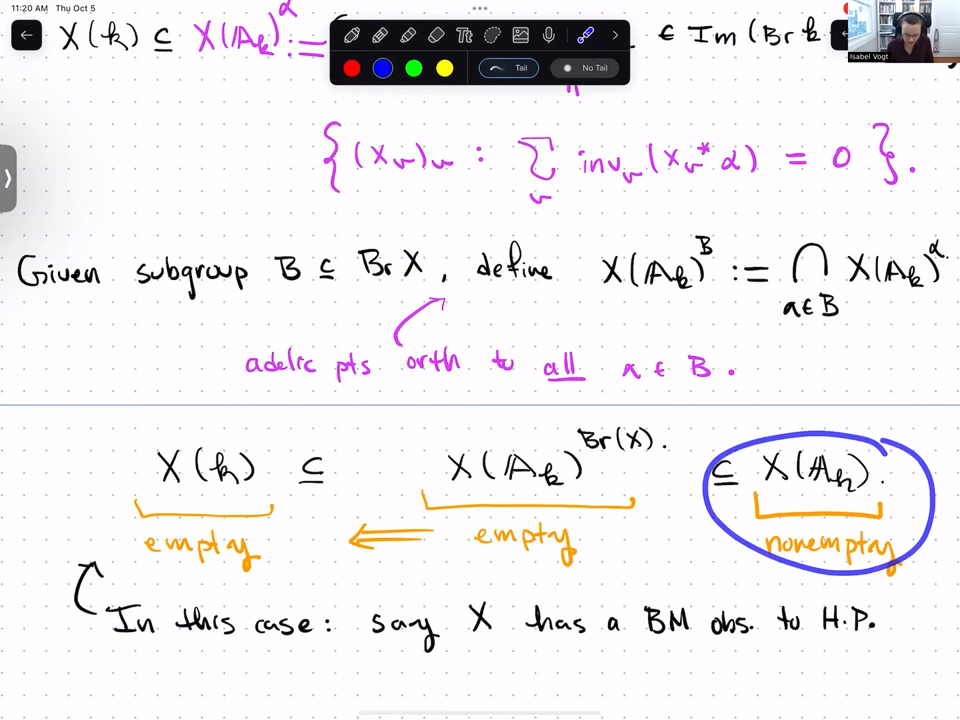 11:20 AM Thu Oct 5
X(k) ⊆ X(𝔸_k)^α := { ∈ Im(Br k
Tt
Isabel Vogt
Tail
No Tail
{(x_v)_v : Σ_v inv_v(x_v^* α) = 0}.
Given subgroup B ⊆ Br X, define X(𝔸_k)^B := ∩_{α∈B} X(𝔸_k)^α.
adelic pts orth to all α ∈ B.
X(k) ⊆ X(𝔸_k)^{Br(X)}. ⊆ X(𝔸_k).
empty ⟸ empty nonempty
In this case: say X has a BM obs. to H.P.